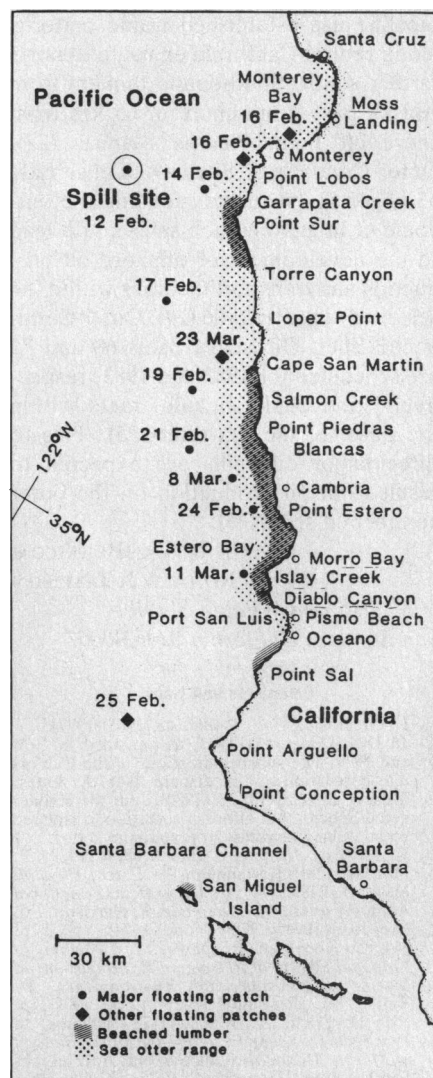 Santa Cruz
Monterey
Bay
Pacific Ocean
16 Feb.
Moss
Landing
16 Feb.
Monterey
14 Feb.
Point Lobos
Spill site
Garrapata Creek
12 Feb.
Point Sur
Torre Canyon
17 Feb.
Lopez Point
23 Mar.
Cape San Martin
19 Feb.
Salmon Creek
21 Feb.
Point Piedras
Blancas
122°W
8 Mar.
Cambria
24 Feb.
Point Estero
35°N
Estero Bay
Morro Bay
11 Mar.
Islay Creek
Diablo Canyon
Port San Luis
Pismo Beach
Oceano
Point Sal
25 Feb.
California
Point Arguello
Point Conception
Santa Barbara Channel
Santa
Barbara
San Miguel
Island
30 km
Major floating patch
Other floating patches
Beached lumber
Sea otter range